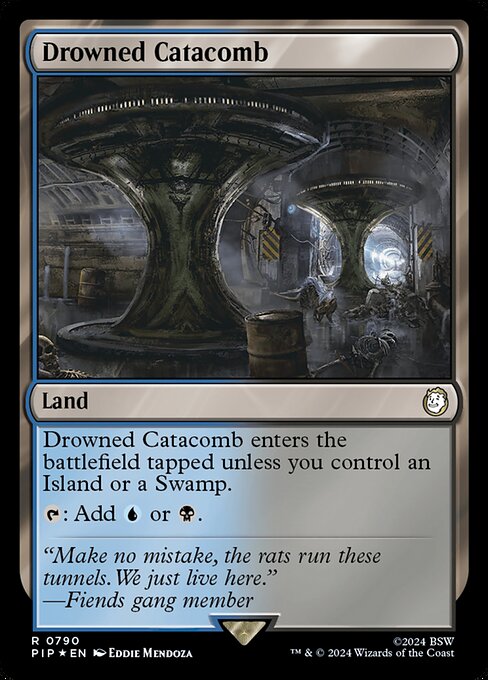 Drowned Catacomb
Land
Drowned Catacomb enters the
battlefield tapped unless you control an
Island or a Swamp.
: Add or .
“Make no mistake, the rats run these
tunnels. We just live here.”
—Fiends gang member
R 0790
PIP ★ EN Eddie Mendoza
©2024 BSW
™ & © 2024 Wizards of the Coast